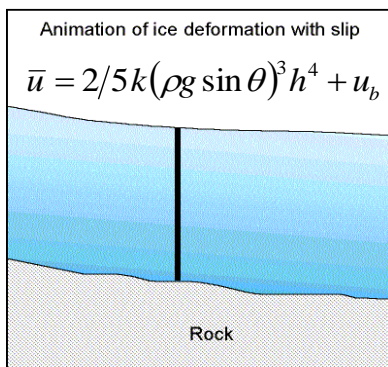 Animation of ice deformation with slip
u̅ = 2/5k(ρg sin θ)³h⁴ + u_b
Rock